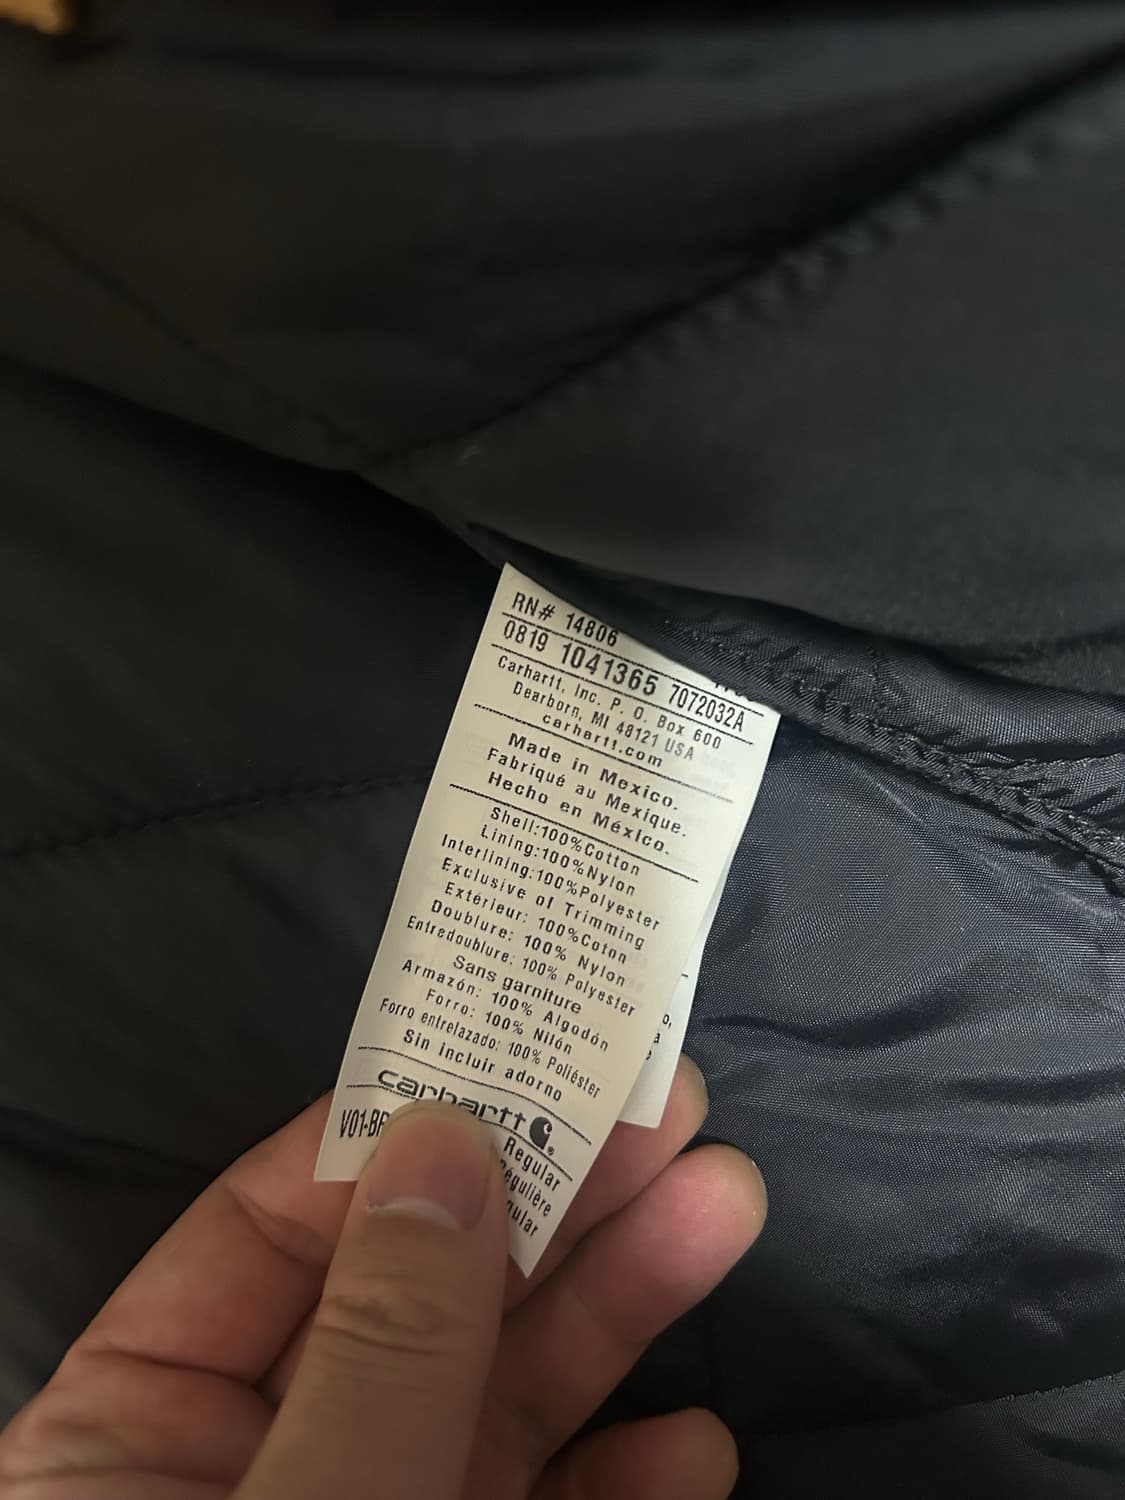 RN# 14806
0819 1041365 7072032A
Carhartt, Inc. P. O. Box 600
Dearborn, MI 48121 USA
carhartt.com
Made in Mexico.
Fabriqué au Mexique.
Hecho en México.
Shell:100%Cotton
Lining:100%Nylon
Interlining:100%Polyester
Exclusive of Trimming
Extérieur: 100%Coton
Doublure: 100% Nylon
Entredoublure: 100% Polyester
Sans garniture
Armazón: 100% Algodón
Forro: 100% Nilón
Forro entrelazado: 100% Poliéster
Sin incluir adorno
carhartt
V01-BR
Regular